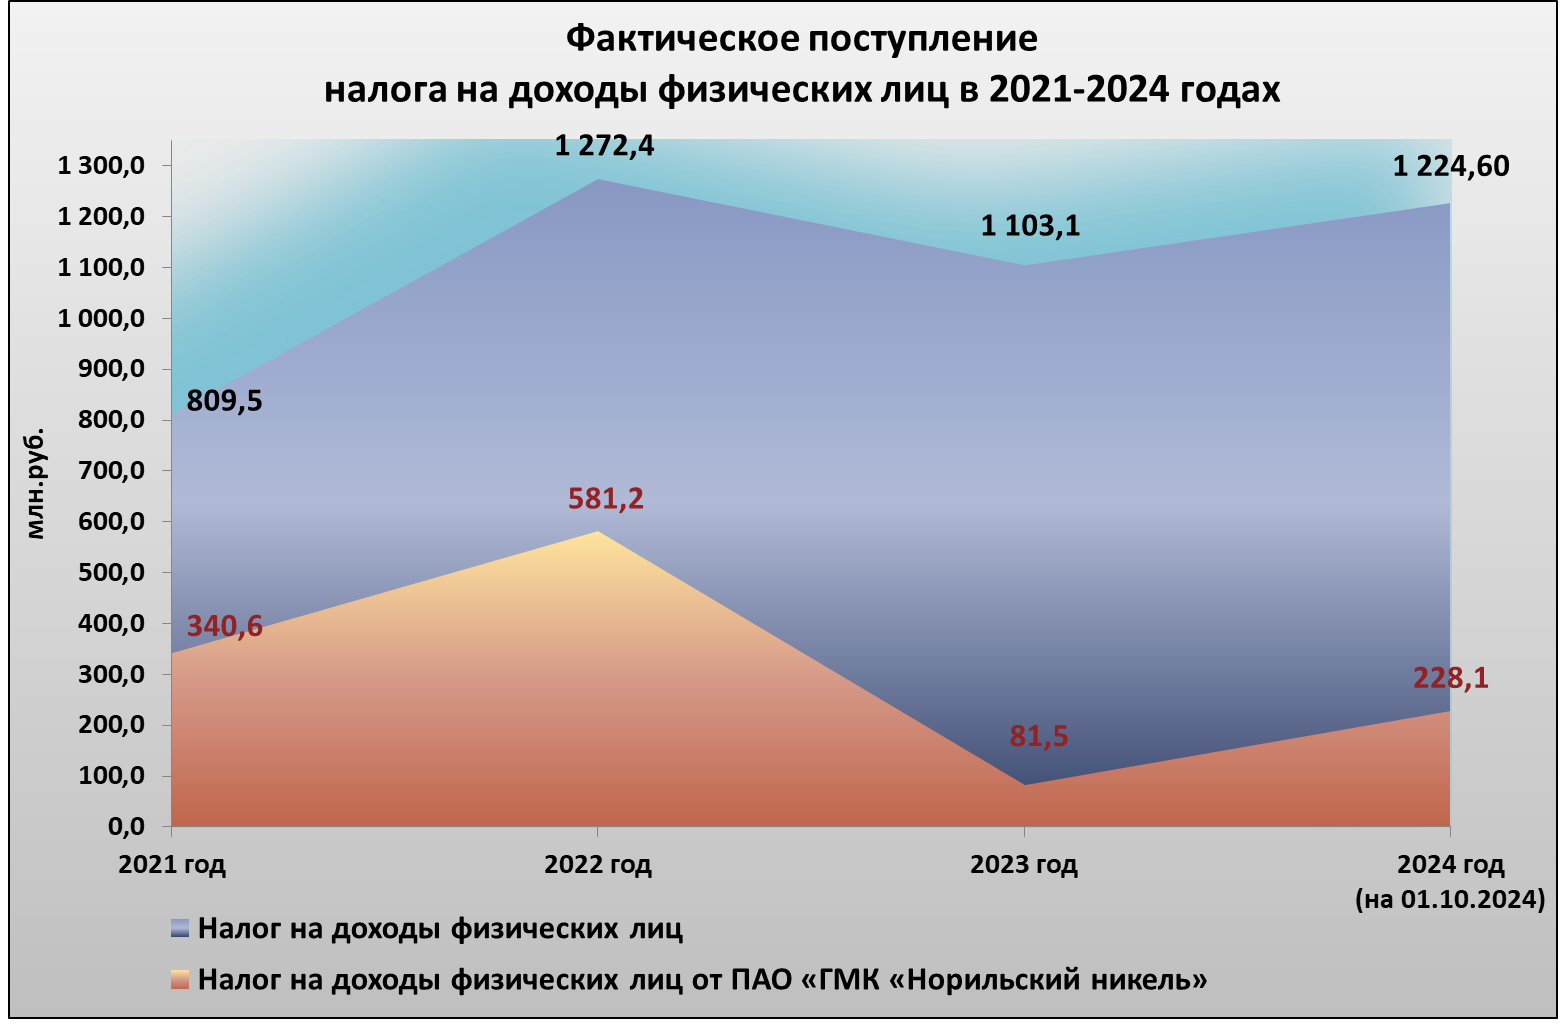 Фактическое поступление
налога на доходы физических лиц в 2021-2024 годах
млн.руб.
1 300,0
1 200,0
1 100,0
1 000,0
900,0
800,0
700,0
600,0
500,0
400,0
300,0
200,0
100,0
0,0
809,5
1 272,4
1 103,1
1 224,60
340,6
581,2
81,5
228,1
2021 год
2022 год
2023 год
2024 год
(на 01.10.2024)
Налог на доходы физических лиц
Налог на доходы физических лиц от ПАО «ГМК «Норильский никель»